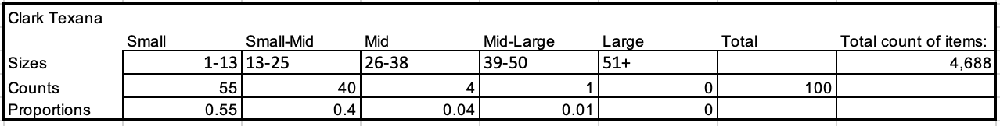 Clark Texana
Small Small-Mid Mid Mid-Large Large Total Total count of items:
Sizes 1-13 13-25 26-38 39-50 51+ 4,688
Counts 55 40 4 1 0 100
Proportions 0.55 0.4 0.04 0.01 0